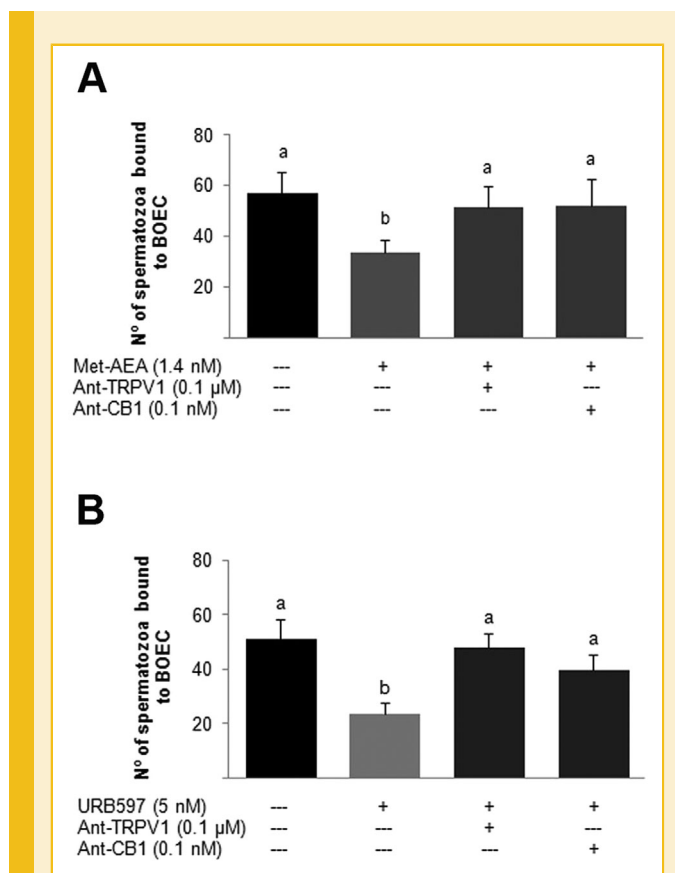 A
Nº of spermatozoa bound
to BOEC
80
60
40
20
a
b
a
a
Met-AEA (1.4 nM) --- + + +
Ant-TRPV1 (0.1 µM) --- --- + ---
Ant-CB1 (0.1 nM) --- --- --- +
B
Nº of spermatozoa bound
to BOEC
80
60
40
20
a
b
a
a
URB597 (5 nM) --- + + +
Ant-TRPV1 (0.1 µM) --- --- + ---
Ant-CB1 (0.1 nM) --- --- --- +